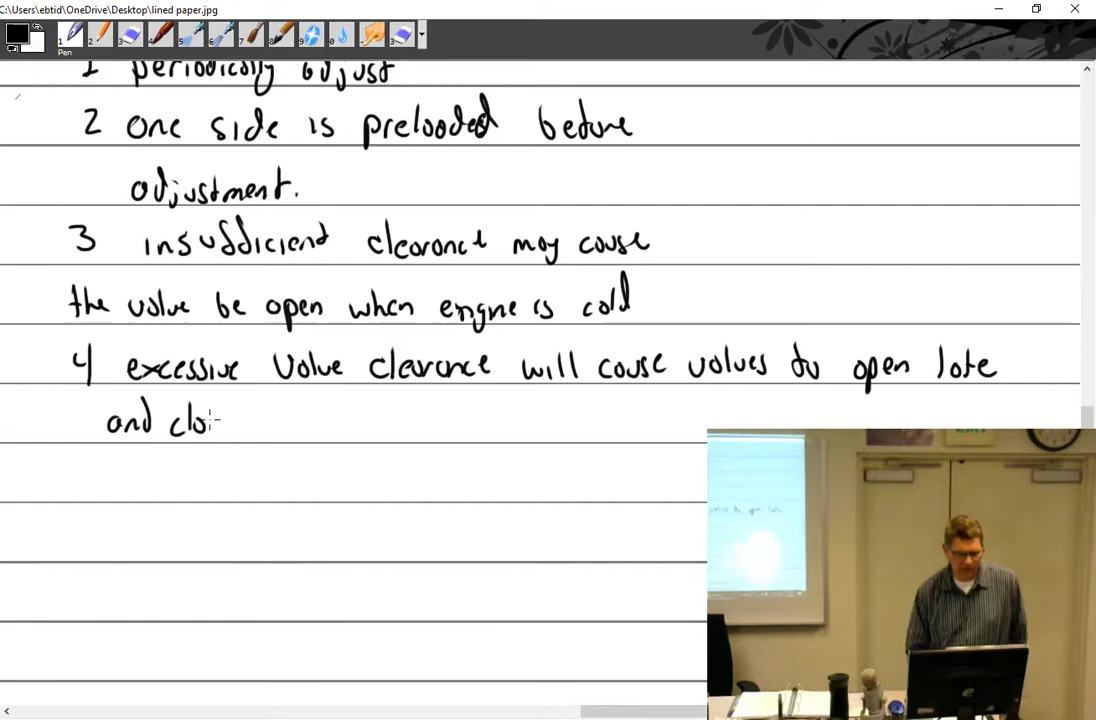 C:\Users\ebtid\OneDrive\Desktop\lined paper.jpg
Pen
1 periodically adjust
2 one side is preloaded before
adjustment.
3 insufficient clearance may cause
the valve be open when engine is cold
4 excessive valve clearance will cause valves to open late
and clo